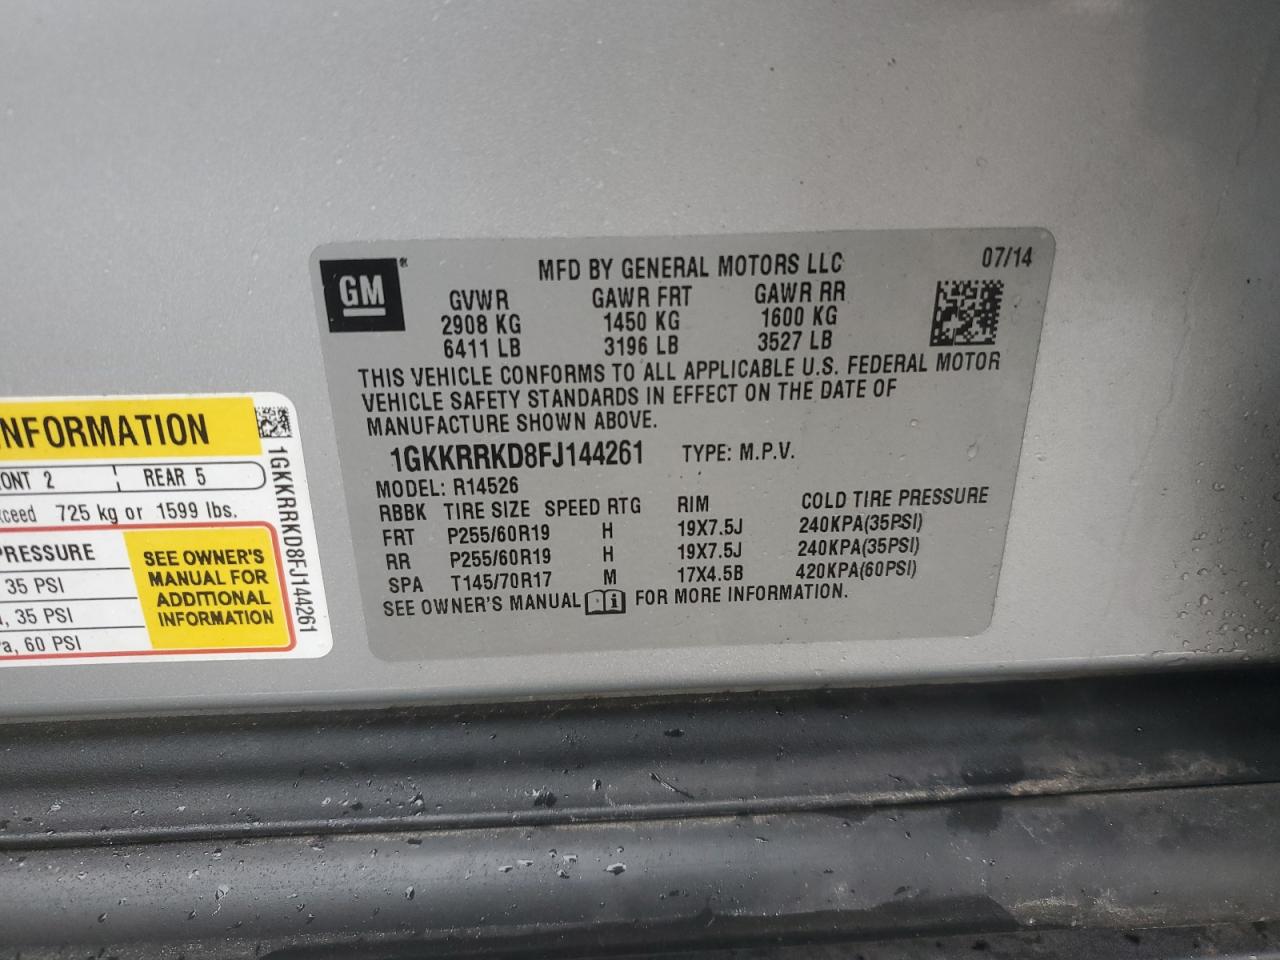 GM
MFD BY GENERAL MOTORS LLC 07/14
GVWR GAWR FRT GAWR RR
2908 KG 1450 KG 1600 KG
6411 LB 3196 LB 3527 LB
THIS VEHICLE CONFORMS TO ALL APPLICABLE U.S. FEDERAL MOTOR
VEHICLE SAFETY STANDARDS IN EFFECT ON THE DATE OF
MANUFACTURE SHOWN ABOVE.
1GKKRRKD8FJ144261 TYPE: M.P.V.
MODEL: R14526
RBBK TIRE SIZE SPEED RTG RIM COLD TIRE PRESSURE
FRT P255/60R19 H 19X7.5J 240KPA(35PSI)
RR P255/60R19 H 19X7.5J 240KPA(35PSI)
SPA T145/70R17 M 17X4.5B 420KPA(60PSI)
SEE OWNER'S MANUAL i FOR MORE INFORMATION.
NFORMATION
ONT 2 REAR 5
xceed 725 kg or 1599 lbs.
PRESSURE
35 PSI
, 35 PSI
a, 60 PSI
SEE OWNER'S
MANUAL FOR
ADDITIONAL
INFORMATION
1GKKRRKD8FJ144261